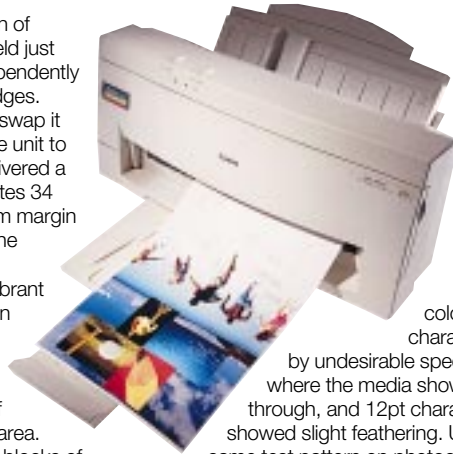 n of
eld just
pendently
dges.
swap it
e unit to
ivered a
tes 34
m margin
ne
brant
n
f
area.
blocks of
colo
chara
by undesirable spec
where the media show
through, and 12pt chara
showed slight feathering. U
same test pattern on photog